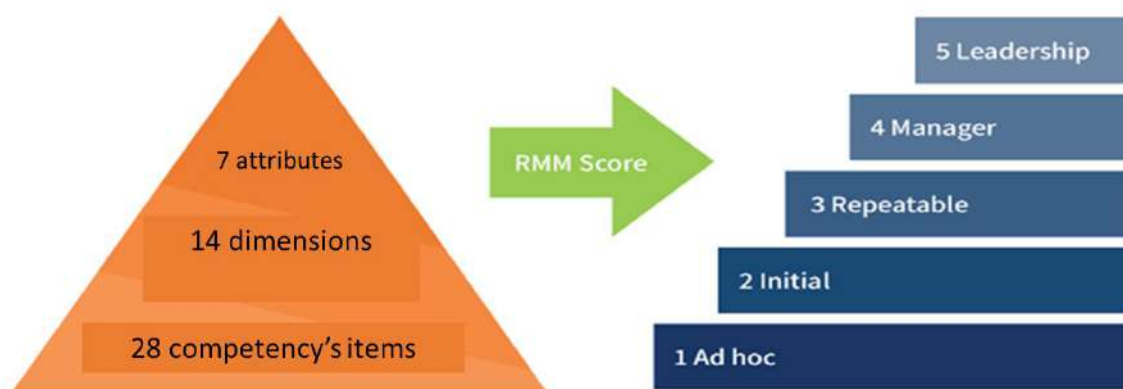 7 attributes
14 dimensions
28 competency's items
RMM Score
5 Leadership
4 Manager
3 Repeatable
2 Initial
1 Ad hoc